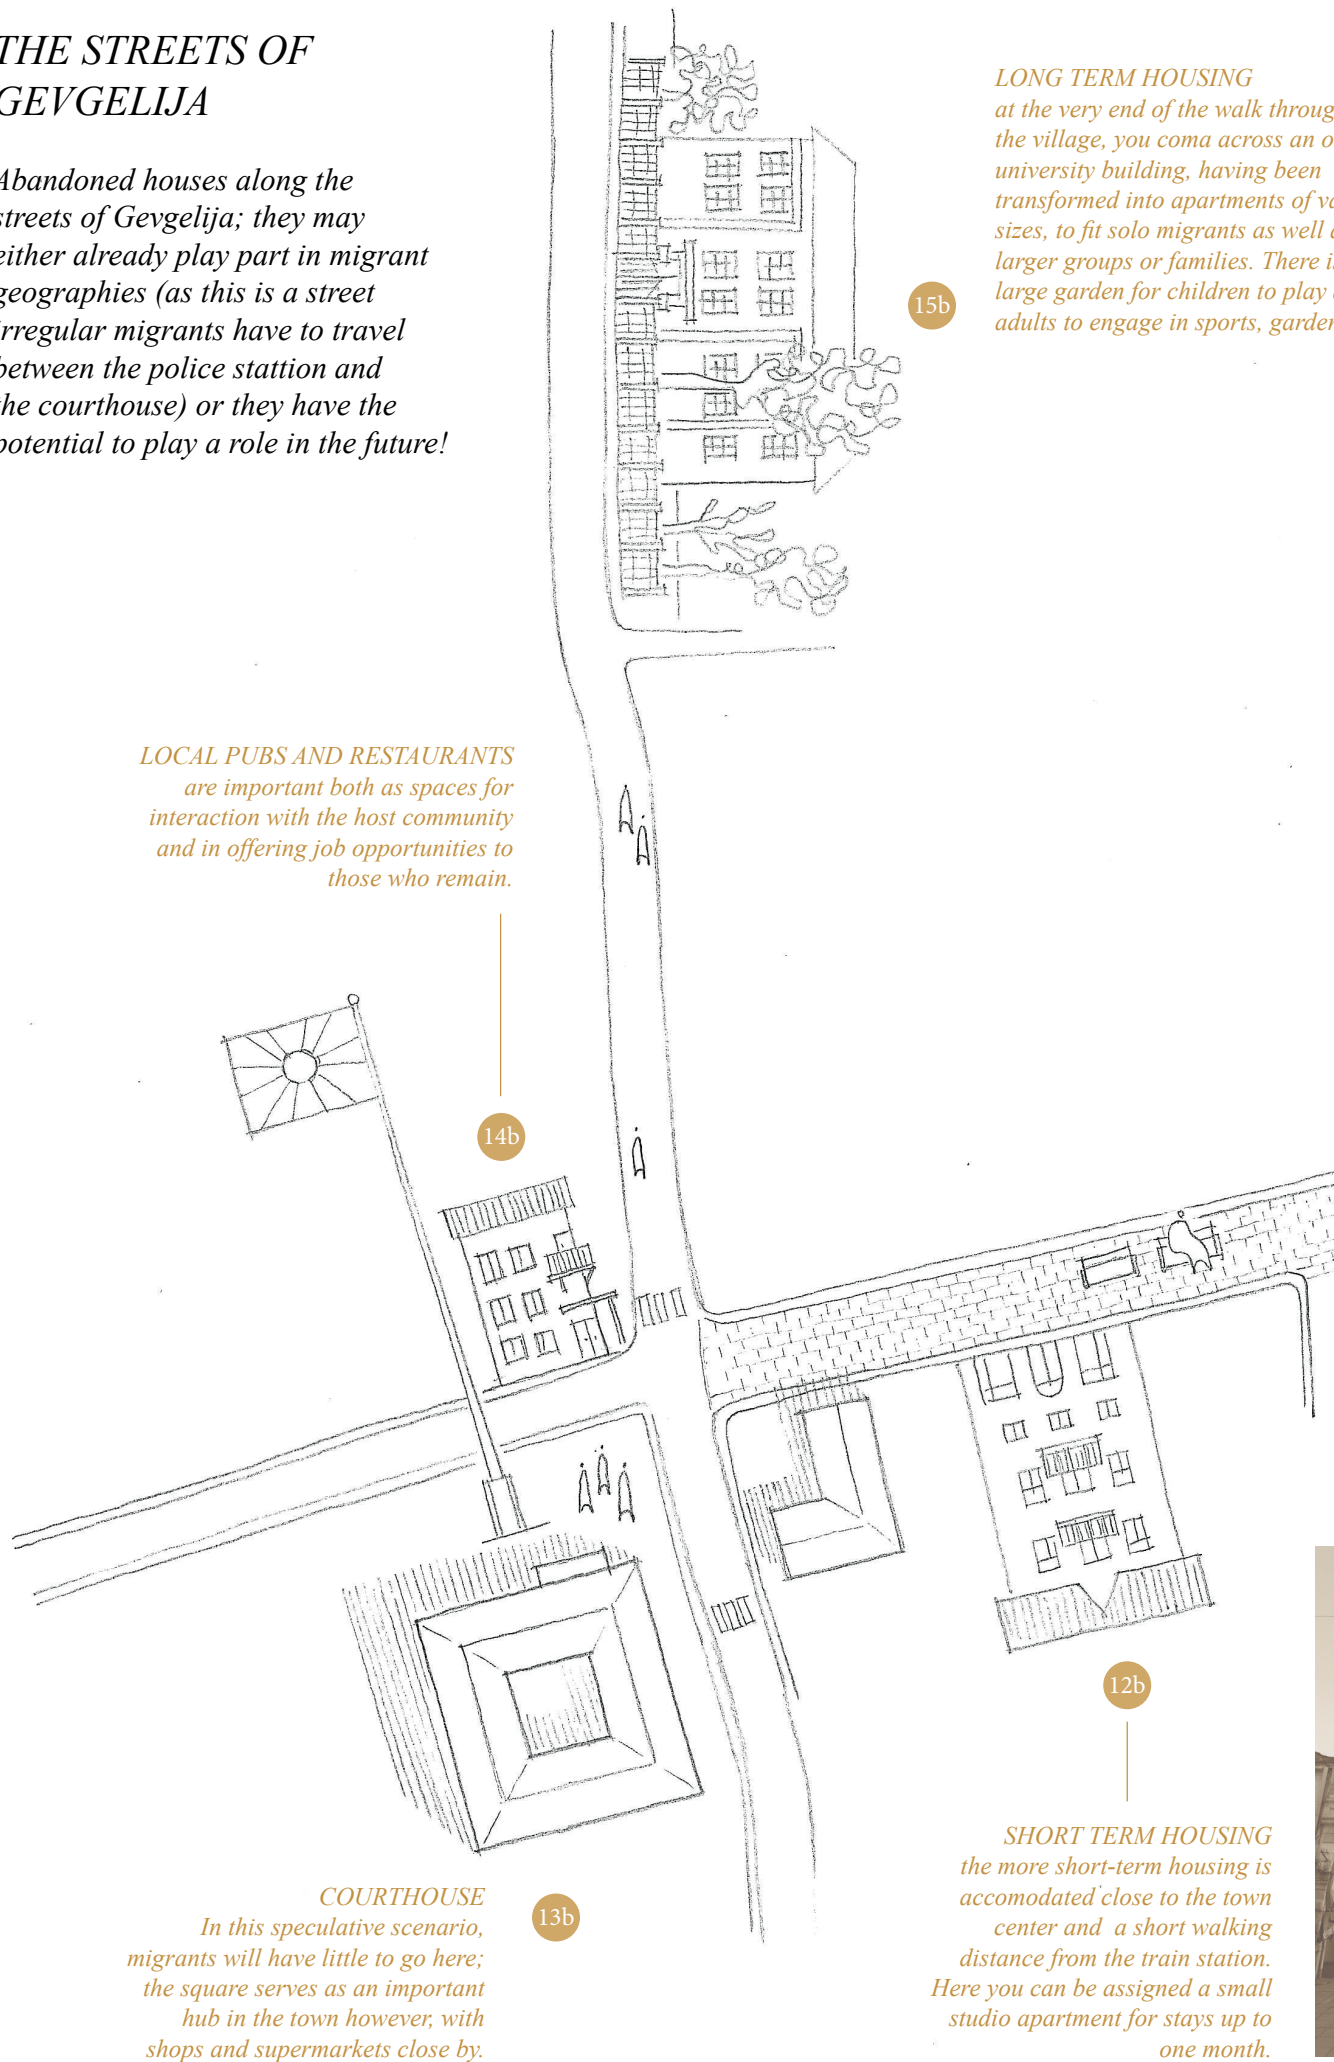 THE STREETS OF
GEVGELIJA
Abandoned houses along the
streets of Gevgelija; they may
either already play part in migrant
geographies (as this is a street
irregular migrants have to travel
between the police stattion and
the courthouse) or they have the
potential to play a role in the future!
LONG TERM HOUSING
at the very end of the walk throug
the village, you coma across an o
university building, having been
transformed into apartments of va
sizes, to fit solo migrants as well a
larger groups or families. There i
large garden for children to play
adults to engage in sports, garden
15b
LOCAL PUBS AND RESTAURANTS
are important both as spaces for
interaction with the host community
and in offering job opportunities to
those who remain.
14b
12b
SHORT TERM HOUSING
the more short-term housing is
accomodated close to the town
center and a short walking
distance from the train station.
Here you can be assigned a small
studio apartment for stays up to
one month.
COURTHOUSE
In this speculative scenario,
migrants will have little to go here;
the square serves as an important
hub in the town however, with
shops and supermarkets close by.
13b